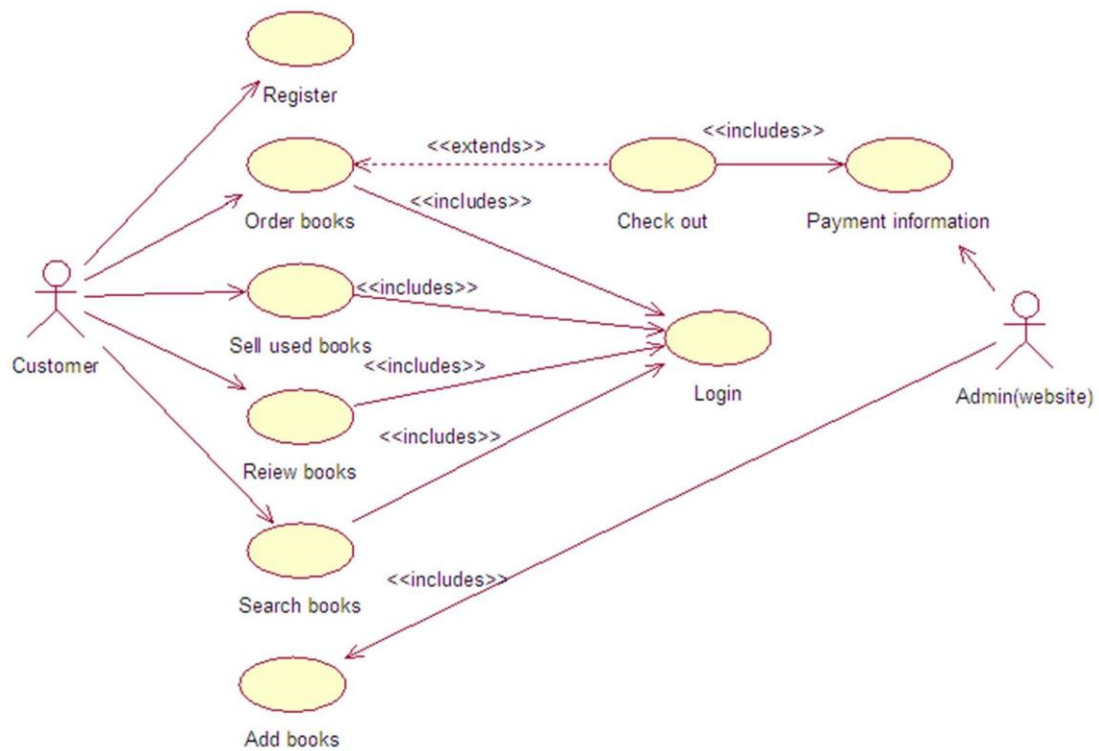 Register
<<extends>>
<<includes>>
<<includes>>
Order books
Check out
Payment information
<<includes>>
Sell used books
Customer
<<includes>>
Login
Admin(website)
<<includes>>
Reiew books
<<includes>>
Search books
Add books